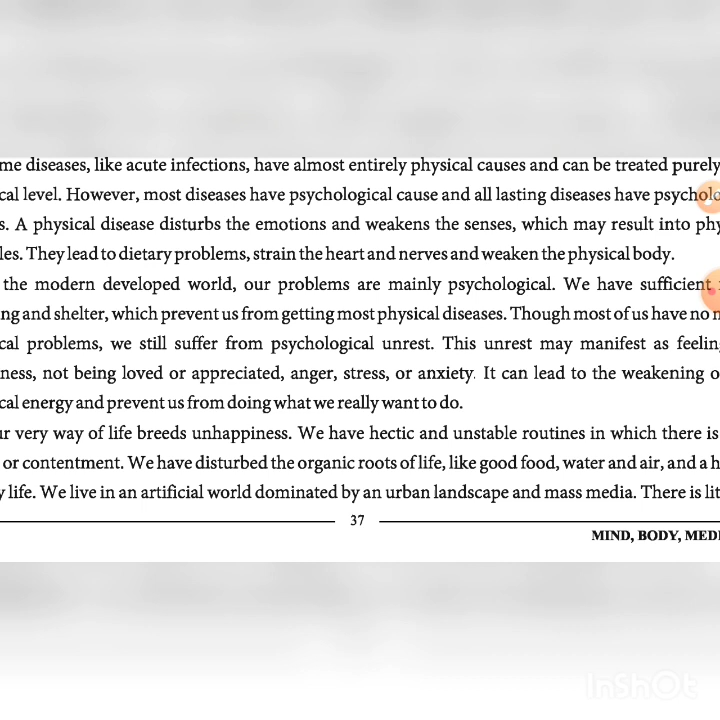 me diseases, like acute infections, have almost entirely physical causes and can be treated purely
cal level. However, most diseases have psychological cause and all lasting diseases have psycholo
s. A physical disease disturbs the emotions and weakens the senses, which may result into phy
les. They lead to dietary problems, strain the heart and nerves and weaken the physical body.
the modern developed world, our problems are mainly psychological. We have sufficient
ng and shelter, which prevent us from getting most physical diseases. Though most of us have no
cal problems, we still suffer from psychological unrest. This unrest may manifest as feelin
ness, not being loved or appreciated, anger, stress, or anxiety. It can lead to the weakening o
cal energy and prevent us from doing what we really want to do.
ur very way of life breeds unhappiness. We have hectic and unstable routines in which there is
or contentment. We have disturbed the organic roots of life, like good food, water and air, and a h
y life. We live in an artificial world dominated by an urban landscape and mass media. There is lit
37
MIND, BODY, MEDI
InShOt